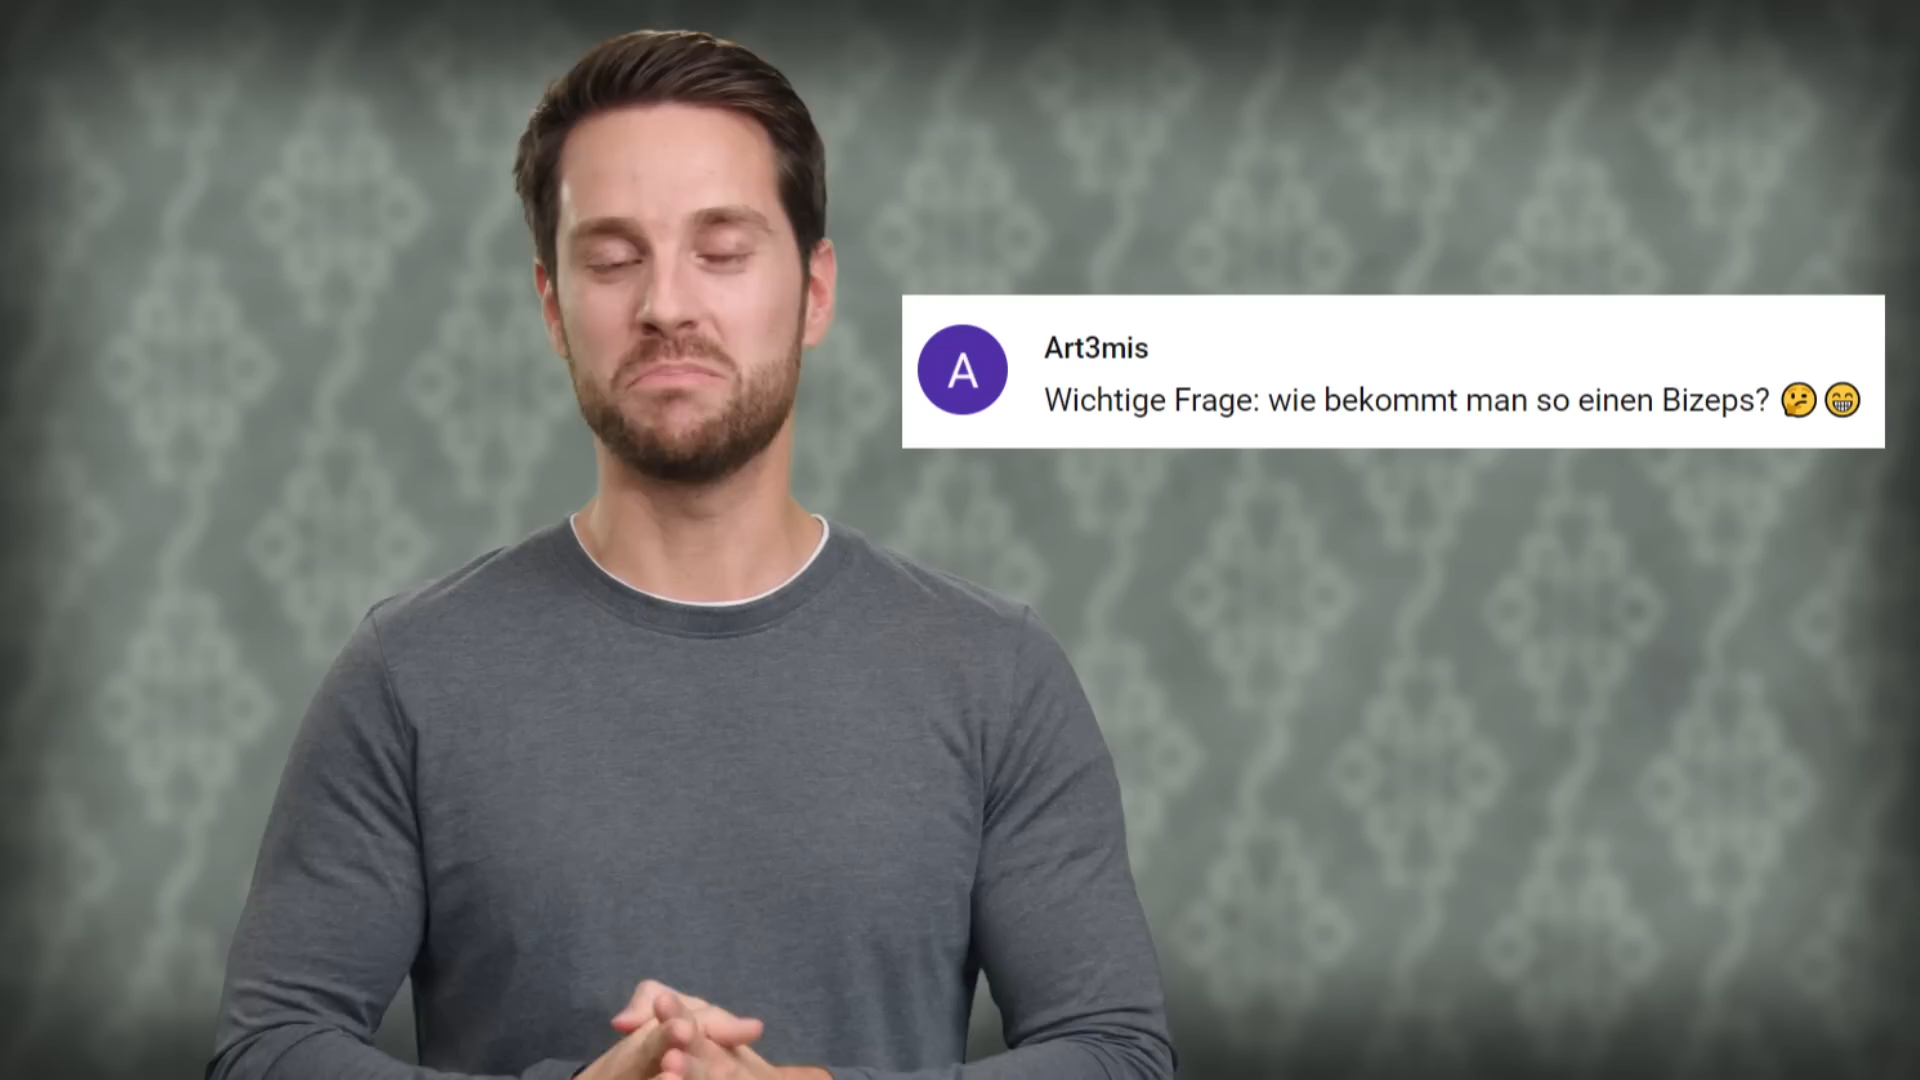 A
Art3mis
Wichtige Frage: wie bekommt man so einen Bizeps? 🤔😁